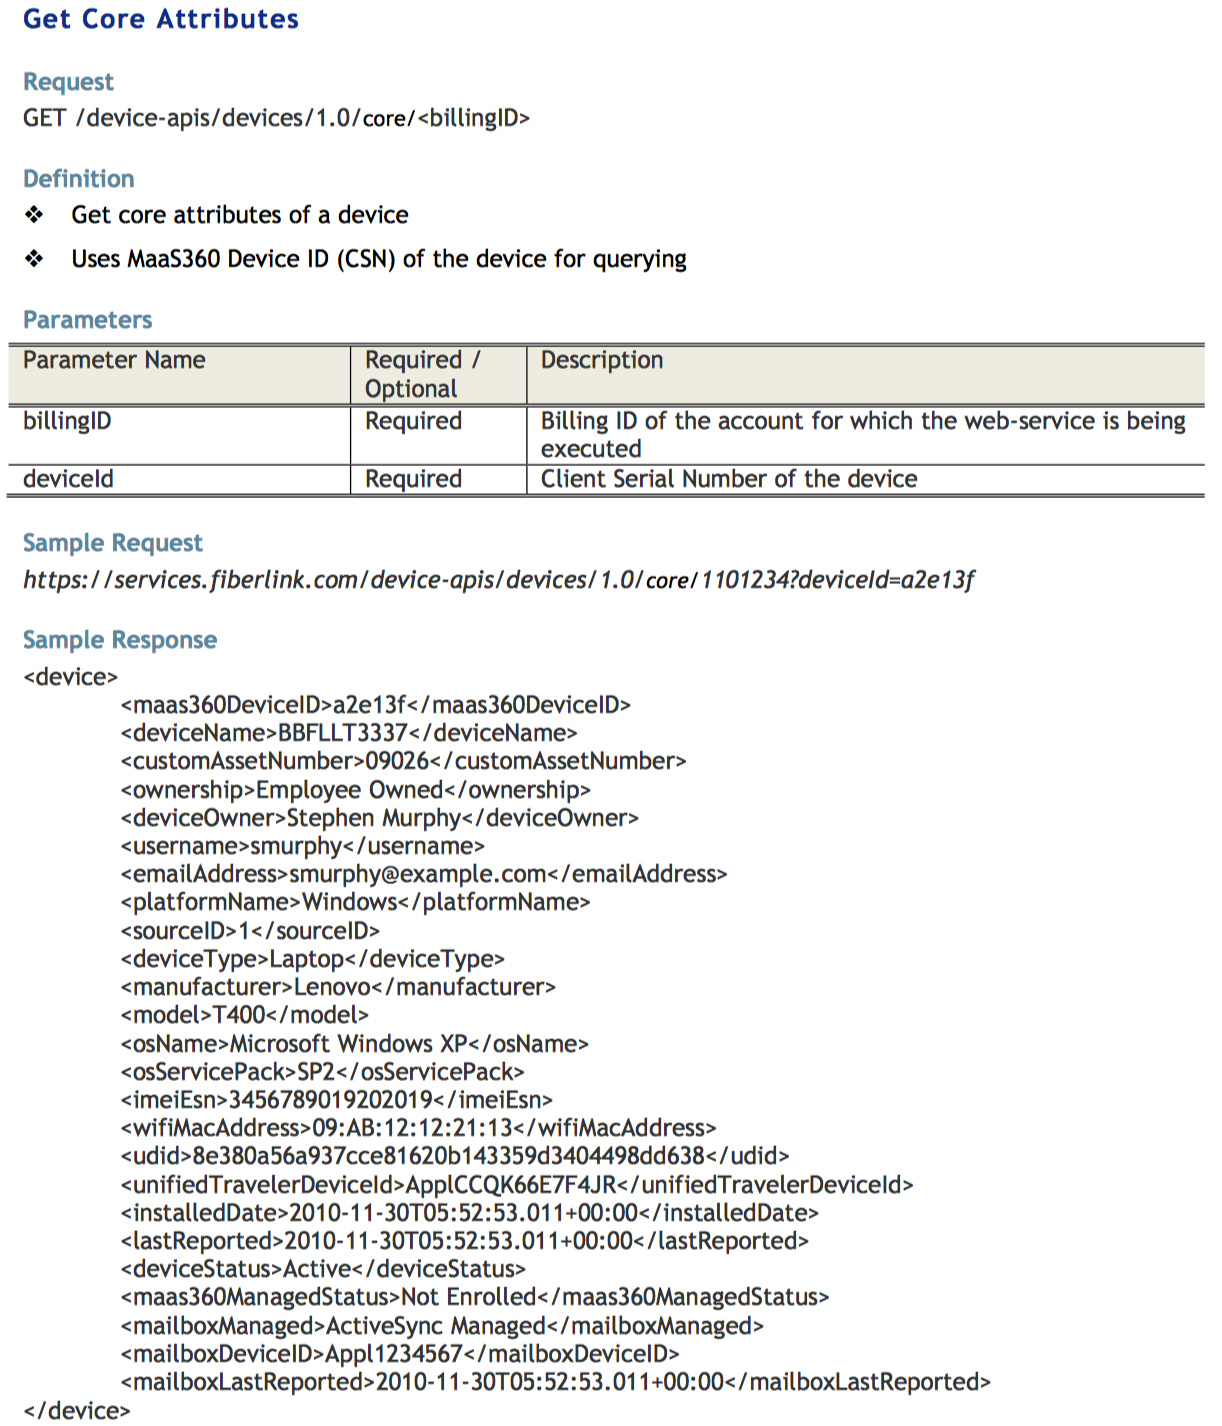 Get Core Attributes
Request
GET /device-apis/devices/1.0/core/<billingID>
Definition
❖ Get core attributes of a device
❖ Uses MaaS360 Device ID (CSN) of the device for querying
Parameters
Parameter Name Required / Description
Optional
billingID Required Billing ID of the account for which the web-service is being
executed
deviceId Required Client Serial Number of the device
Sample Request
https://services.fiberlink.com/device-apis/devices/1.0/core/1101234?deviceId=a2e13f
Sample Response
<device>
<maas360DeviceID>a2e13f</maas360DeviceID>
<deviceName>BBFLLT3337</deviceName>
<customAssetNumber>09026</customAssetNumber>
<ownership>Employee Owned</ownership>
<deviceOwner>Stephen Murphy</deviceOwner>
<username>smurphy</username>
<emailAddress>smurphy@example.com</emailAddress>
<platformName>Windows</platformName>
<sourceID>1</sourceID>
<deviceType>Laptop</deviceType>
<manufacturer>Lenovo</manufacturer>
<model>T400</model>
<osName>Microsoft Windows XP</osName>
<osServicePack>SP2</osServicePack>
<imeiEsn>3456789019202019</imeiEsn>
<wifiMacAddress>09:AB:12:12:21:13</wifiMacAddress>
<udid>8e380a56a937cce81620b143359d3404498dd638</udid>
<unifiedTravelerDeviceId>ApplCCQK66E7F4JR</unifiedTravelerDeviceId>
<installedDate>2010-11-30T05:52:53.011+00:00</installedDate>
<lastReported>2010-11-30T05:52:53.011+00:00</lastReported>
<deviceStatus>Active</deviceStatus>
<maas360ManagedStatus>Not Enrolled</maas360ManagedStatus>
<mailboxManaged>ActiveSync Managed</mailboxManaged>
<mailboxDeviceID>Appl1234567</mailboxDeviceID>
<mailboxLastReported>2010-11-30T05:52:53.011+00:00</mailboxLastReported>
</device>